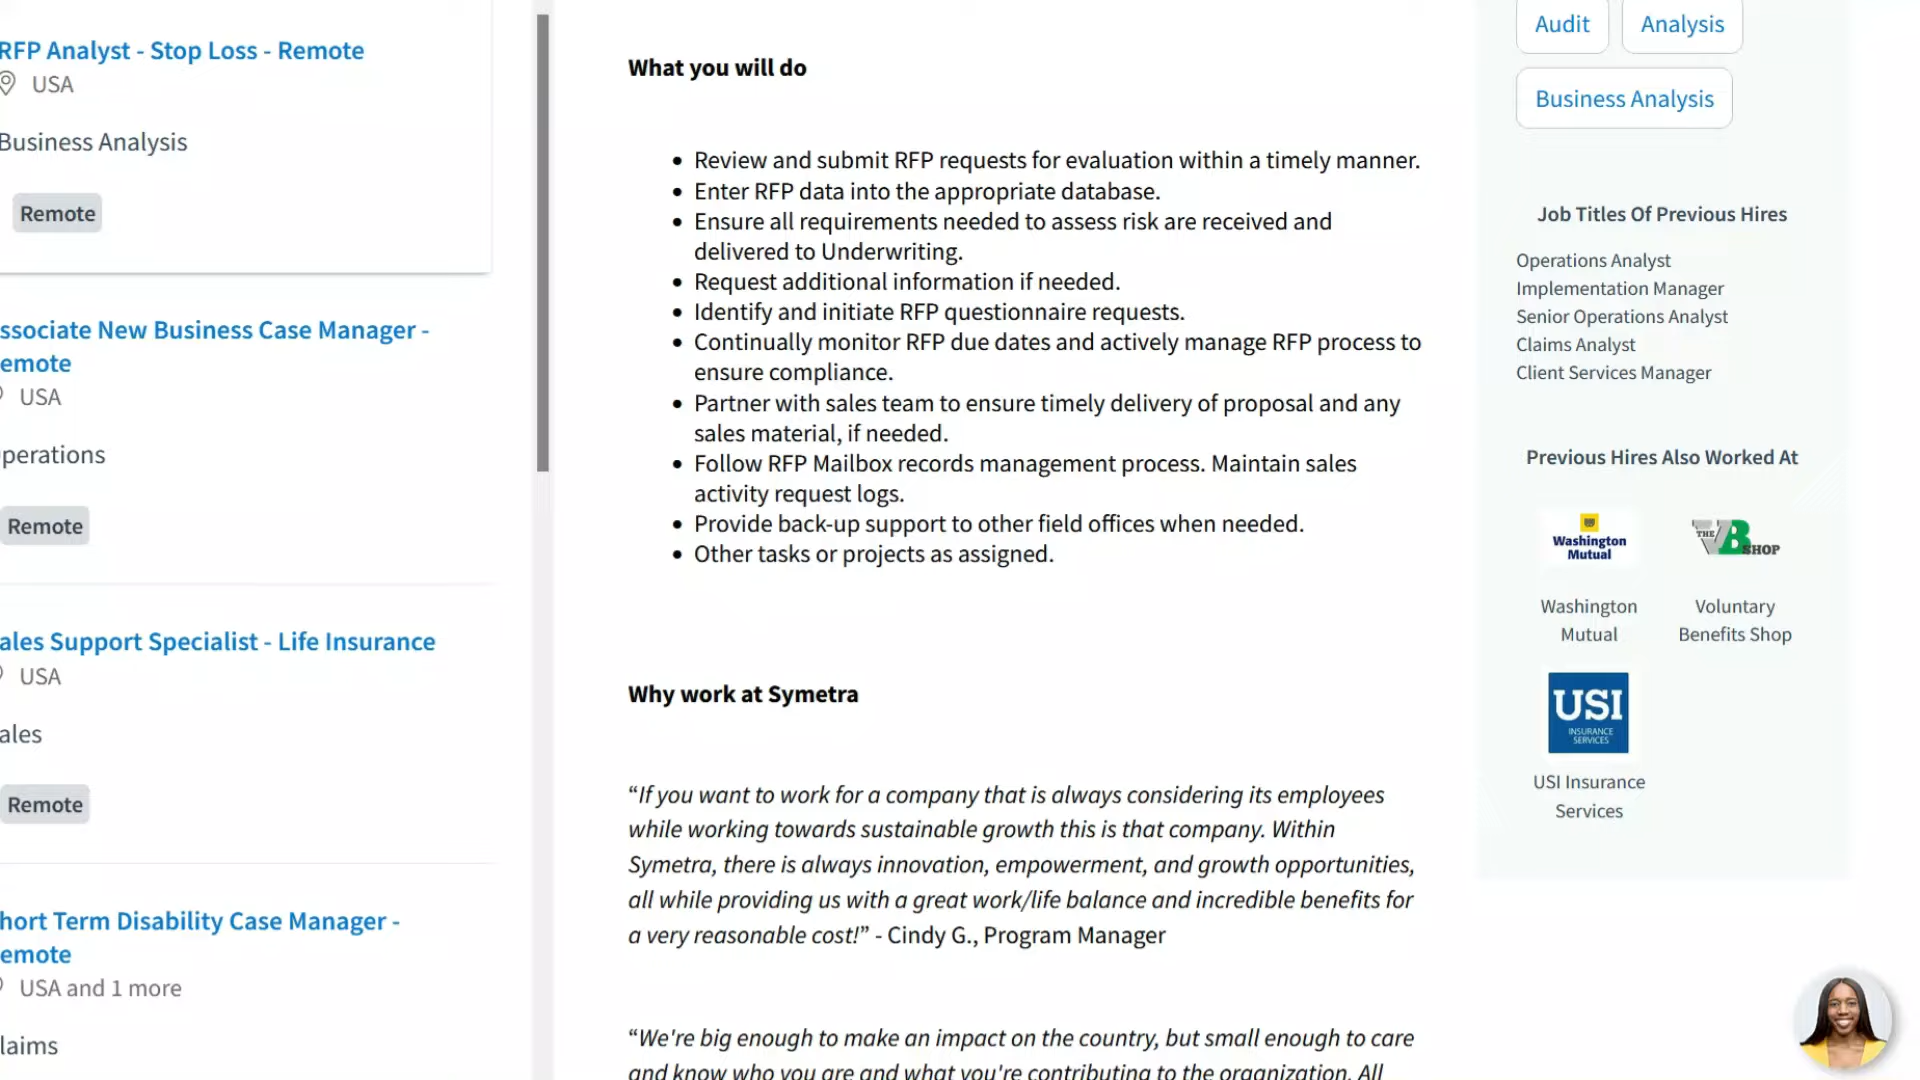 RFP Analyst - Stop Loss - Remote
USA
Business Analysis
Remote
ssociate New Business Case Manager -
emote
USA
perations
Remote
ales Support Specialist - Life Insurance
USA
ales
Remote
hort Term Disability Case Manager -
emote
USA and 1 more
laims
What you will do
• Review and submit RFP requests for evaluation within a timely manner.
• Enter RFP data into the appropriate database.
• Ensure all requirements needed to assess risk are received and
delivered to Underwriting.
• Request additional information if needed.
• Identify and initiate RFP questionnaire requests.
• Continually monitor RFP due dates and actively manage RFP process to
ensure compliance.
• Partner with sales team to ensure timely delivery of proposal and any
sales material, if needed.
• Follow RFP Mailbox records management process. Maintain sales
activity request logs.
• Provide back-up support to other field offices when needed.
• Other tasks or projects as assigned.
Why work at Symetra
“If you want to work for a company that is always considering its employees
while working towards sustainable growth this is that company. Within
Symetra, there is always innovation, empowerment, and growth opportunities,
all while providing us with a great work/life balance and incredible benefits for
a very reasonable cost!” - Cindy G., Program Manager
“We're big enough to make an impact on the country, but small enough to care
and know who you are and what you're contributing to the organization. All
Audit
Analysis
Business Analysis
Job Titles Of Previous Hires
Operations Analyst
Implementation Manager
Senior Operations Analyst
Claims Analyst
Client Services Manager
Previous Hires Also Worked At
Washington
Mutual
THE VB SHOP
Washington
Mutual
Voluntary
Benefits Shop
USI
INSURANCE
SERVICES
USI Insurance
Services